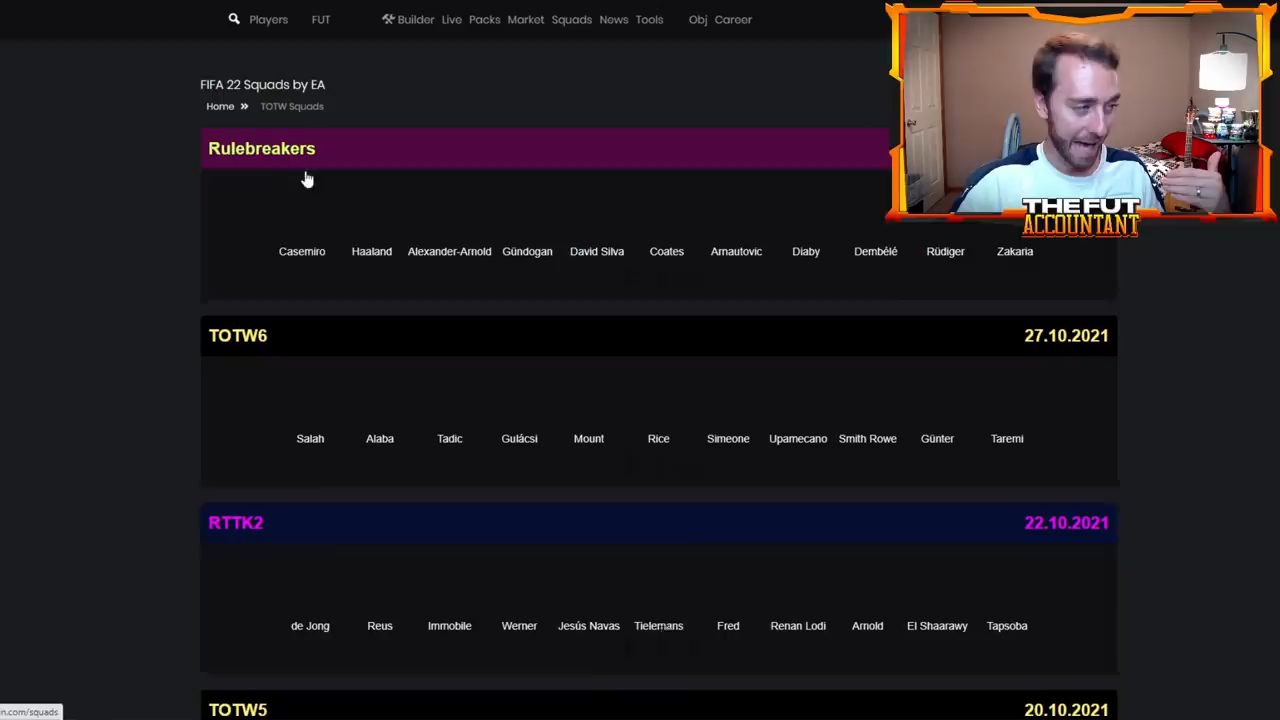 Players FUT Builder Live Packs Market Squads News Tools Obj Career
FIFA 22 Squads by EA
Home » TOTW Squads
Rulebreakers
Casemiro Haaland Alexander-Arnold Gündogan David Silva Coates Arnautovic Diaby Dembélé Rüdiger Zakaria
THE FUT
ACCOUNTANT
TOTW6 27.10.2021
Salah Alaba Tadic Gulácsi Mount Rice Simeone Upamecano Smith Rowe Günter Taremi
RTTK2 22.10.2021
de Jong Reus Immobile Werner Jesús Navas Tielemans Fred Renan Lodi Arnold El Shaarawy Tapsoba
TOTW5 20.10.2021
in.com/squads